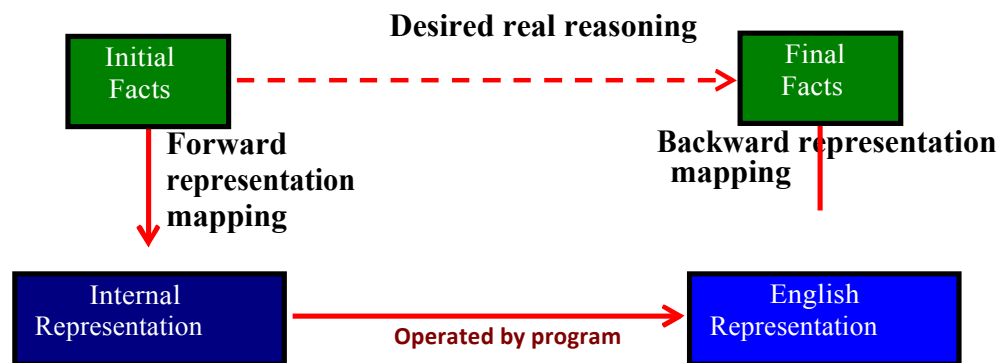 Desired real reasoning
Initial
Facts
Final
Facts
Forward
representation
mapping
Backward representation
mapping
Internal
Representation
Operated by program
English
Representation